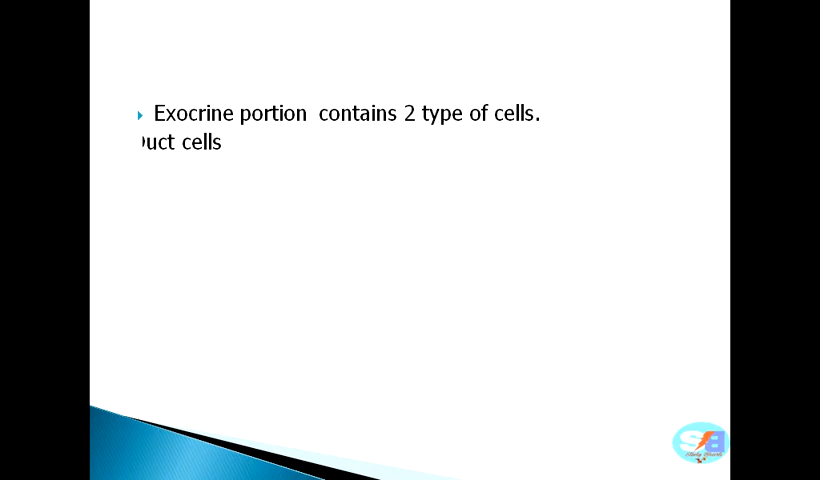 Exocrine portion contains 2 type of cells.
uct cells